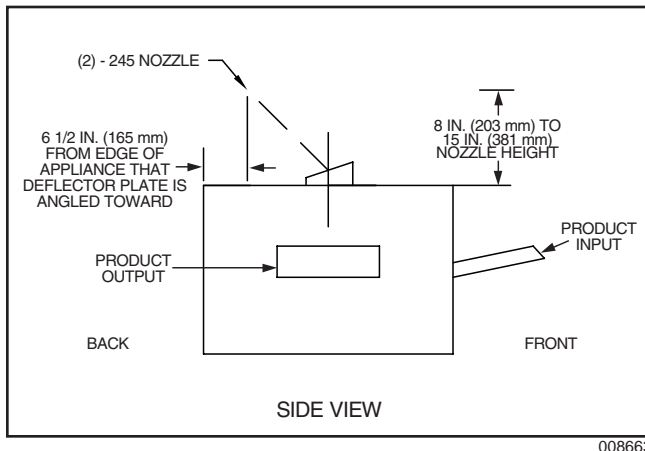 (2) - 245 NOZZLE
6 1/2 IN. (165 mm)
FROM EDGE OF
APPLIANCE THAT
DEFLECTOR PLATE IS
ANGLED TOWARD
8 IN. (203 mm) TO
15 IN. (381 mm)
NOZZLE HEIGHT
PRODUCT
INPUT
PRODUCT
OUTPUT
BACK
FRONT
SIDE VIEW
008663